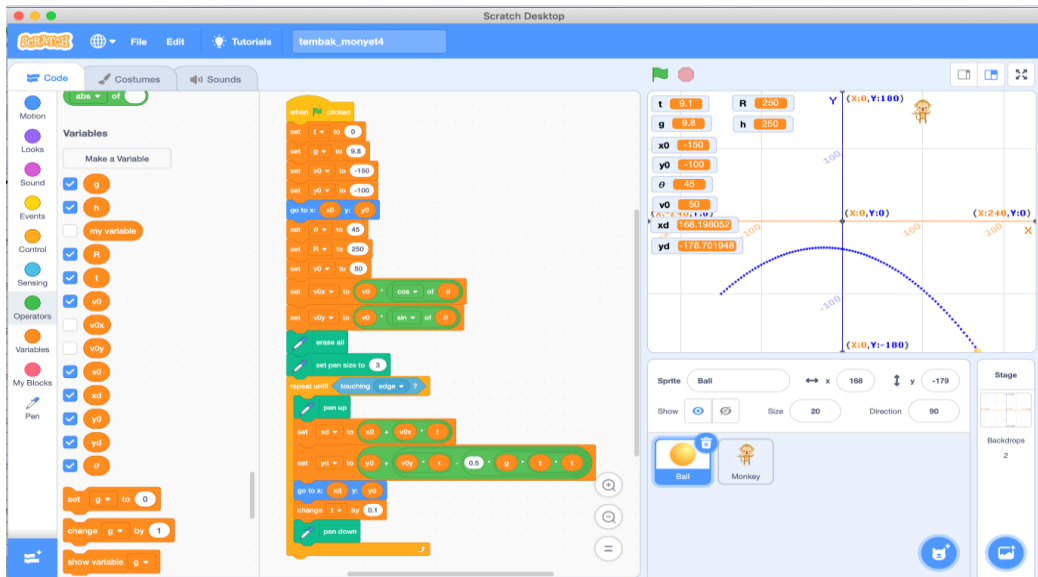 Scratch Desktop
SCRATCH File Edit Tutorials tembak_monyet4
Code Costumes Sounds
Motion
Looks
Sound
Events
Control
Sensing
Operators
Variables
My Blocks
Pen
abs of
Variables
Make a Variable
g
h
my variable
R
t
v0
v0x
v0y
x0
xd
y0
yd
θ
set g to 0
change g by 1
show variable g
when clicked
set t to 0
set g to 9.8
set x0 to -150
set y0 to -100
go to x: x0 y: y0
set θ to 45
set R to 250
set v0 to 50
set v0x to v0 * cos of θ
set v0y to v0 * sin of θ
erase all
set pen size to 3
repeat until touching edge ?
pen up
set xd to x0 + v0x * t
set yd to y0 + v0y * t - 0.5 * g * t * t
go to x: xd y: yd
change t by 0.1
pen down
t 9.1
g 9.8
x0 -150
y0 -100
θ 45
v0 50
xd 168.198052
yd -178.701948
R 250
h 250
Y (X:0,Y:180)
100
(X:0,Y:0) (X:240,Y:0)
100 200 X
-100
(X:0,Y:-180)
Sprite Ball x 168 y -179
Show Size 20 Direction 90
Ball Monkey
Stage
Backdrops
2